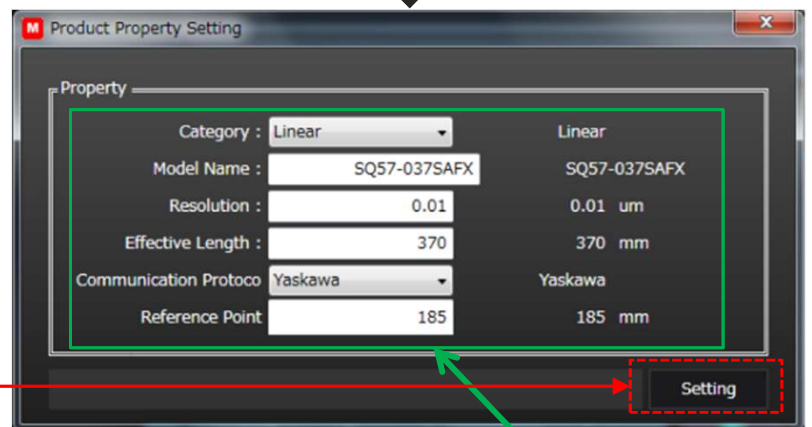 M Product Property Setting
Property
Category : Linear Linear
Model Name : SQ57-037SAFX SQ57-037SAFX
Resolution : 0.01 0.01 um
Effective Length : 370 370 mm
Communication Protoco Yaskawa Yaskawa
Reference Point 185 185 mm
Setting